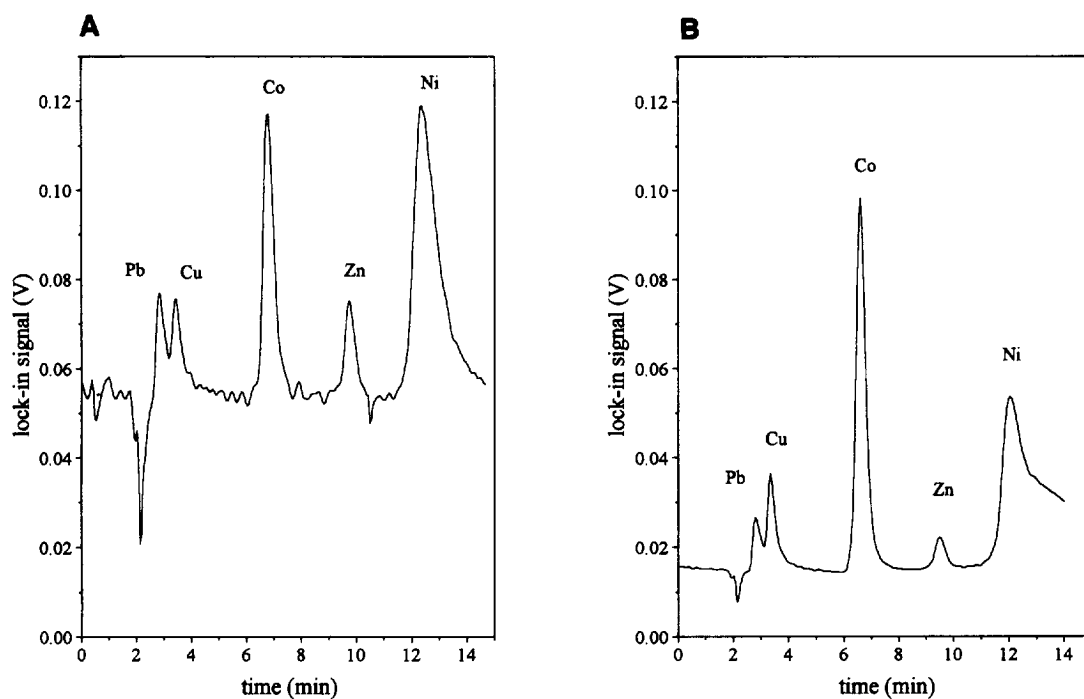 A
lock-in signal (V)
0.12
0.10
0.08
0.06
0.04
0.02
0.00
Pb
Cu
Co
Zn
Ni
0 2 4 6 8 10 12 14
time (min)
B
lock-in signal (V)
0.12
0.10
0.08
0.06
0.04
0.02
0.00
Pb
Cu
Co
Zn
Ni
0 2 4 6 8 10 12 14
time (min)